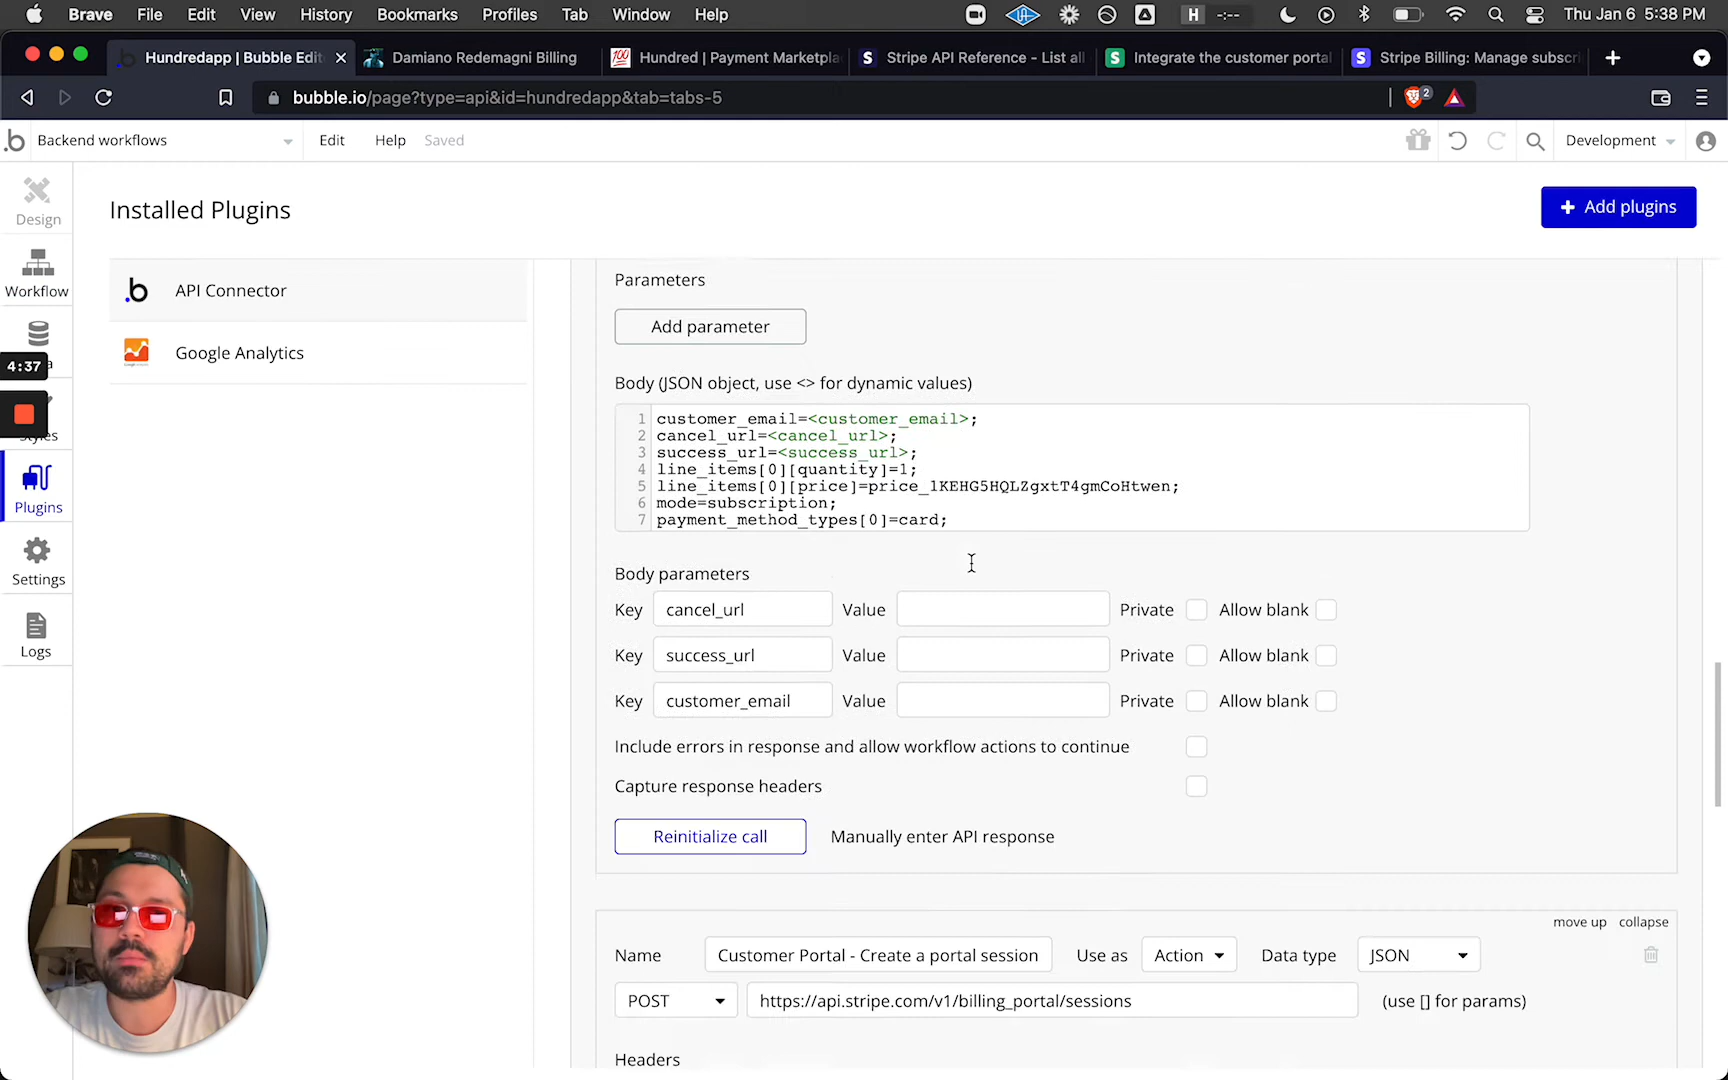 Brave File Edit View History Bookmarks Profiles Tab Window Help H -:-- Thu Jan 6 5:38 PM
Hundredapp | Bubble Edit Damiano Redemagni Billing Hundred | Payment Marketpla Stripe API Reference - List all Integrate the customer portal Stripe Billing: Manage subscri
bubble.io/page?type=api&id=hundredapp&tab=tabs-5 2
Backend workflows Edit Help Saved Development
Installed Plugins
Add plugins
Design
Workflow
4:37
Styles
Plugins
Settings
Logs
API Connector
Google Analytics
Parameters
Add parameter
Body (JSON object, use <> for dynamic values)
1 customer_email=<customer_email>;
2 cancel_url=<cancel_url>;
3 success_url=<success_url>;
4 line_items[0][quantity]=1;
5 line_items[0][price]=price_1KEHG5HQLZgxtT4gmCoHtwen;
6 mode=subscription;
7 payment_method_types[0]=card;
Body parameters
Key cancel_url Value Private Allow blank
Key success_url Value Private Allow blank
Key customer_email Value Private Allow blank
Include errors in response and allow workflow actions to continue
Capture response headers
Reinitialize call Manually enter API response
move up collapse
Name Customer Portal - Create a portal session Use as Action Data type JSON
POST https://api.stripe.com/v1/billing_portal/sessions (use [] for params)
Headers